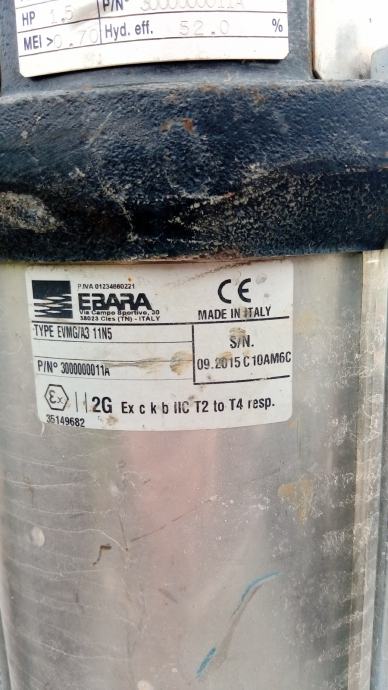 HP 1.5 P/N° 3000000011A
MEI > 0.70 Hyd. eff. 52.0 %
P.IVA 01234660221
EBARA
Via Campo Sportivo, 30
38023 Cles (TN) - ITALY
CE
MADE IN ITALY
TYPE EVMG/A3 11N5
S/N.
P/N° 3000000011A
09.2015 C10AM6C
Ex II 2G Ex c k b IIC T2 to T4 resp.
35149682